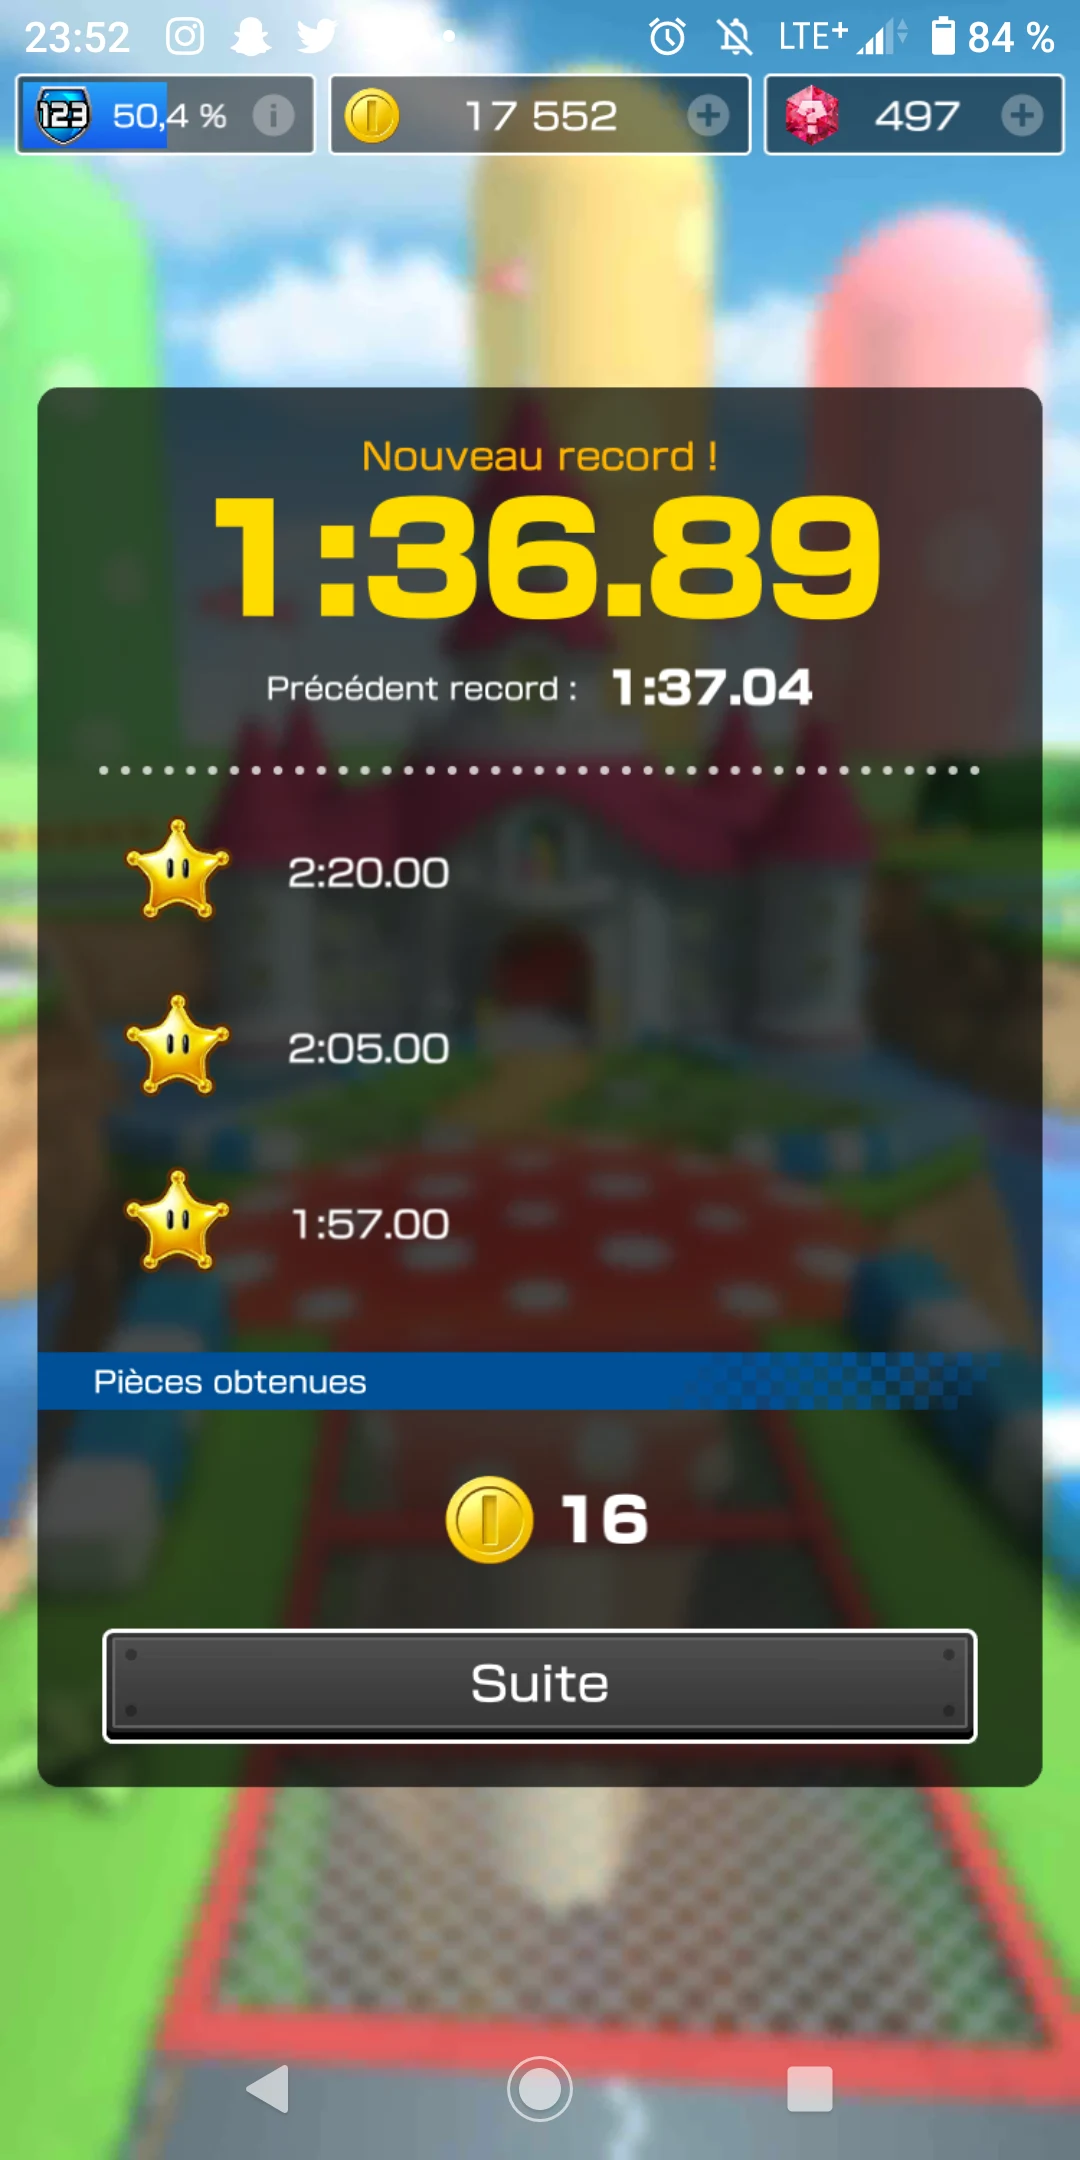 23:52 LTE+ 84 %
123 50,4 % i 17 552 + ? 497 +
Nouveau record !
1:36.89
Précédent record : 1:37.04
2:20.00
2:05.00
1:57.00
Pièces obtenues
16
Suite